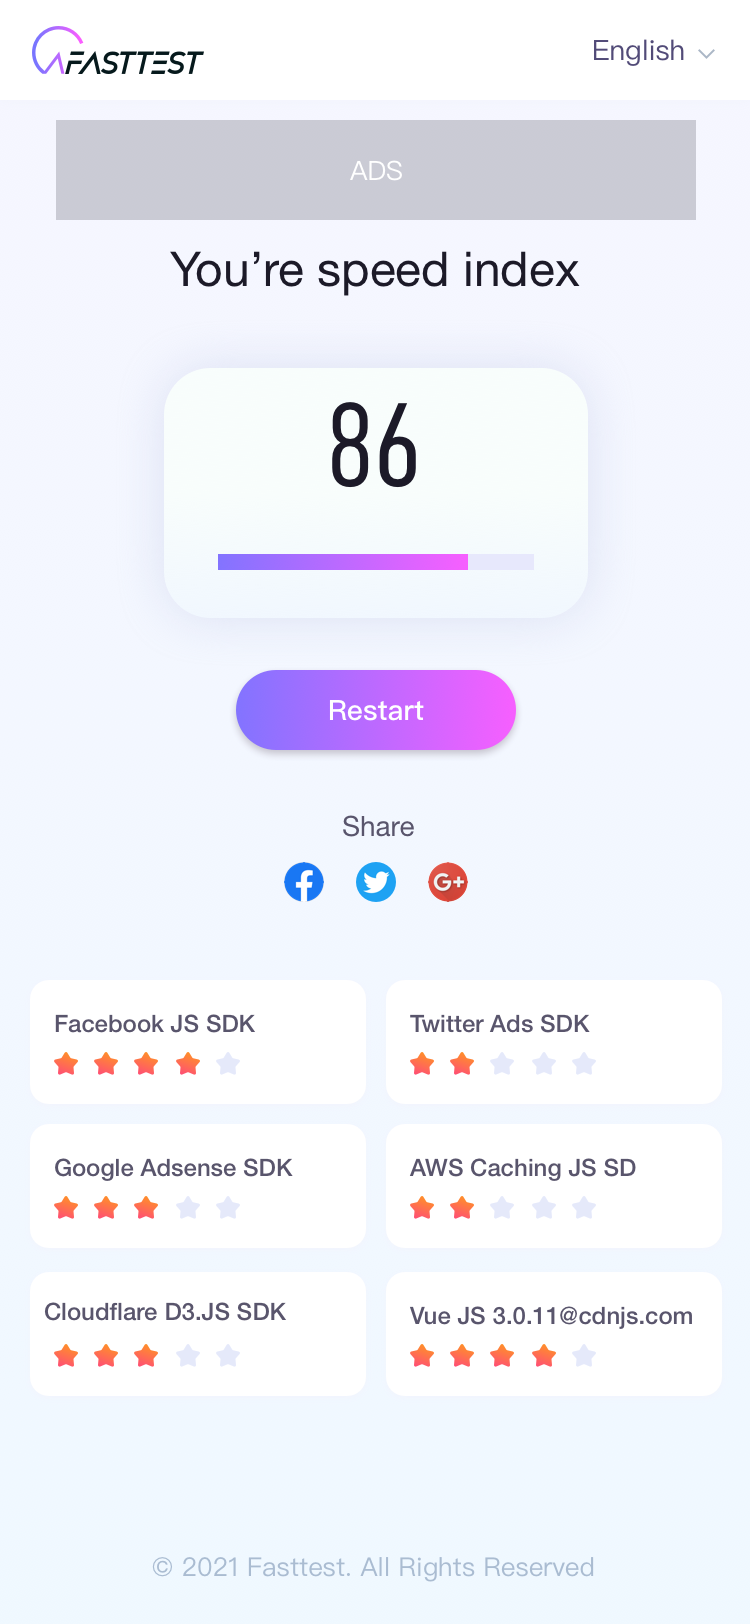 FASTTEST
English
ADS
You’re speed index
86
Restart
Share
G+
Facebook JS SDK
Twitter Ads SDK
Google Adsense SDK
AWS Caching JS SD
Cloudflare D3.JS SDK
Vue JS 3.0.11@cdnjs.com
© 2021 Fasttest. All Rights Reserved